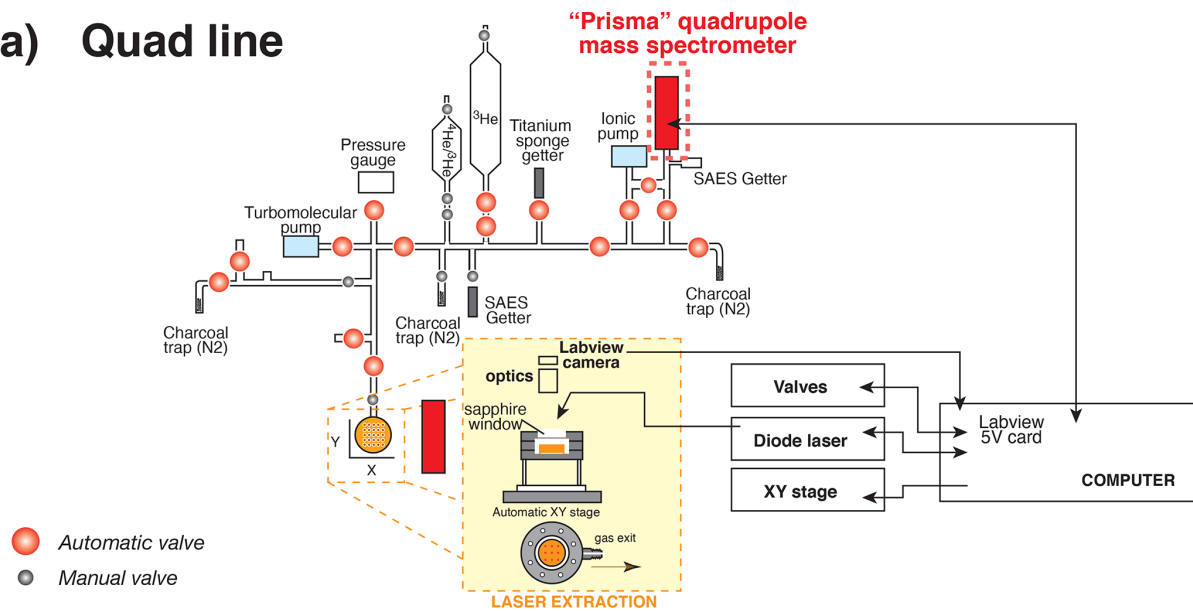 a) Quad line
“Prisma” quadrupole
mass spectrometer
³He
⁴He/³He
Titanium
sponge
getter
Ionic
pump
Pressure
gauge
SAES Getter
Turbomolecular
pump
Charcoal
trap (N2)
Charcoal
trap (N2)
SAES
Getter
Charcoal
trap (N2)
Labview
camera
optics
sapphire
window
Automatic XY stage
gas exit
LASER EXTRACTION
Y
X
Valves
Diode laser
XY stage
Labview
5V card
COMPUTER
Automatic valve
Manual valve